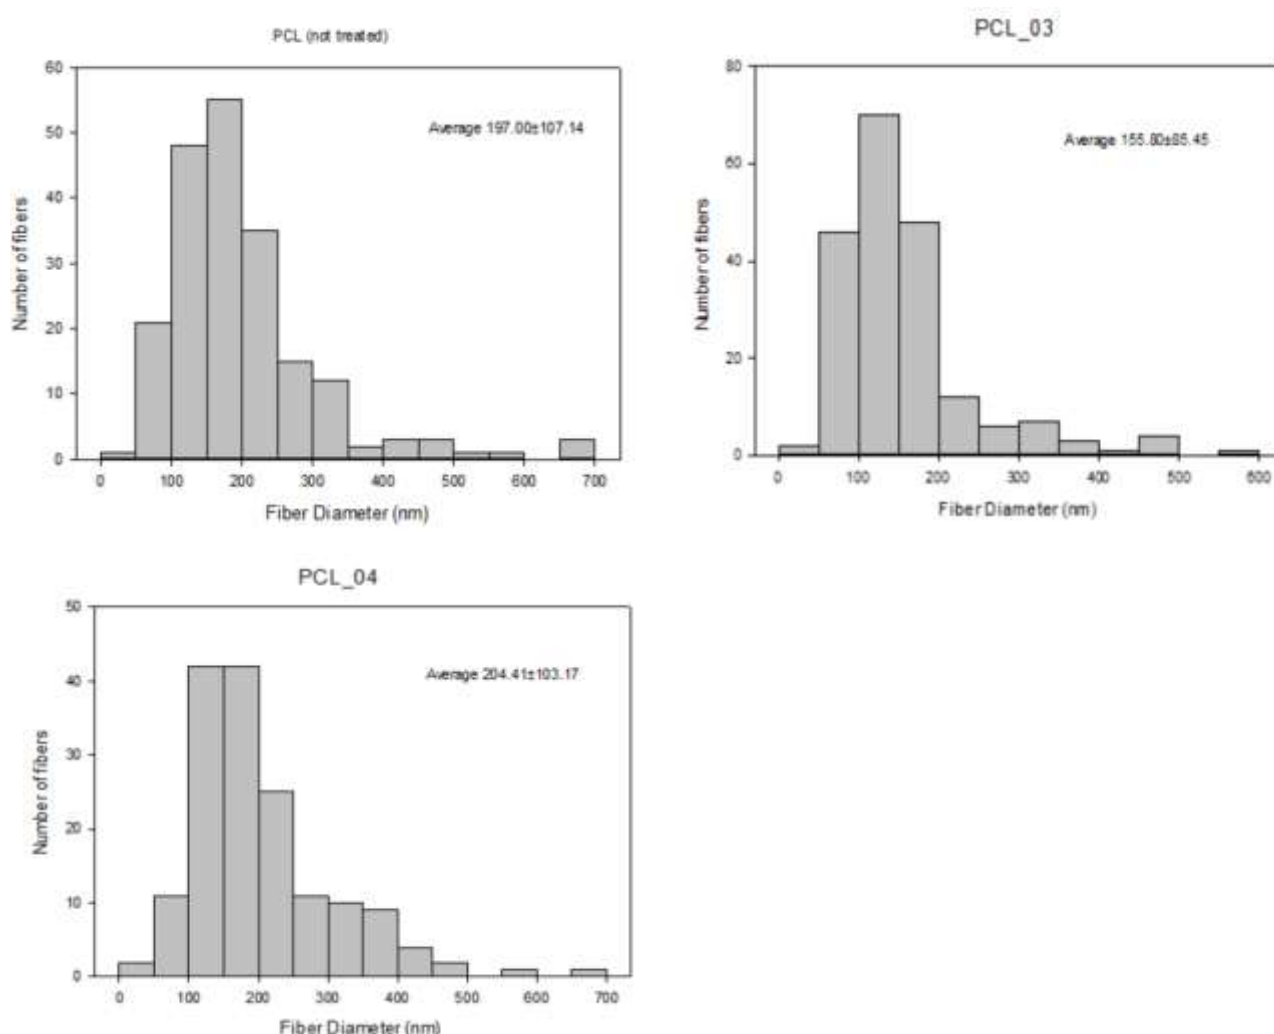 PCL (not treated)
60
50
40
30
20
10
0
Average 197.00±107.14
Number of fibers
0 100 200 300 400 500 600 700
Fiber Diameter (nm)
PCL_03
80
60
40
20
0
Average 155.80±85.45
Number of fibers
0 100 200 300 400 500 600
Fiber Diameter (nm)
PCL_04
50
40
30
20
10
0
Average 204.41±103.17
Number of fibers
0 100 200 300 400 500 600 700
Fiber Diameter (nm)